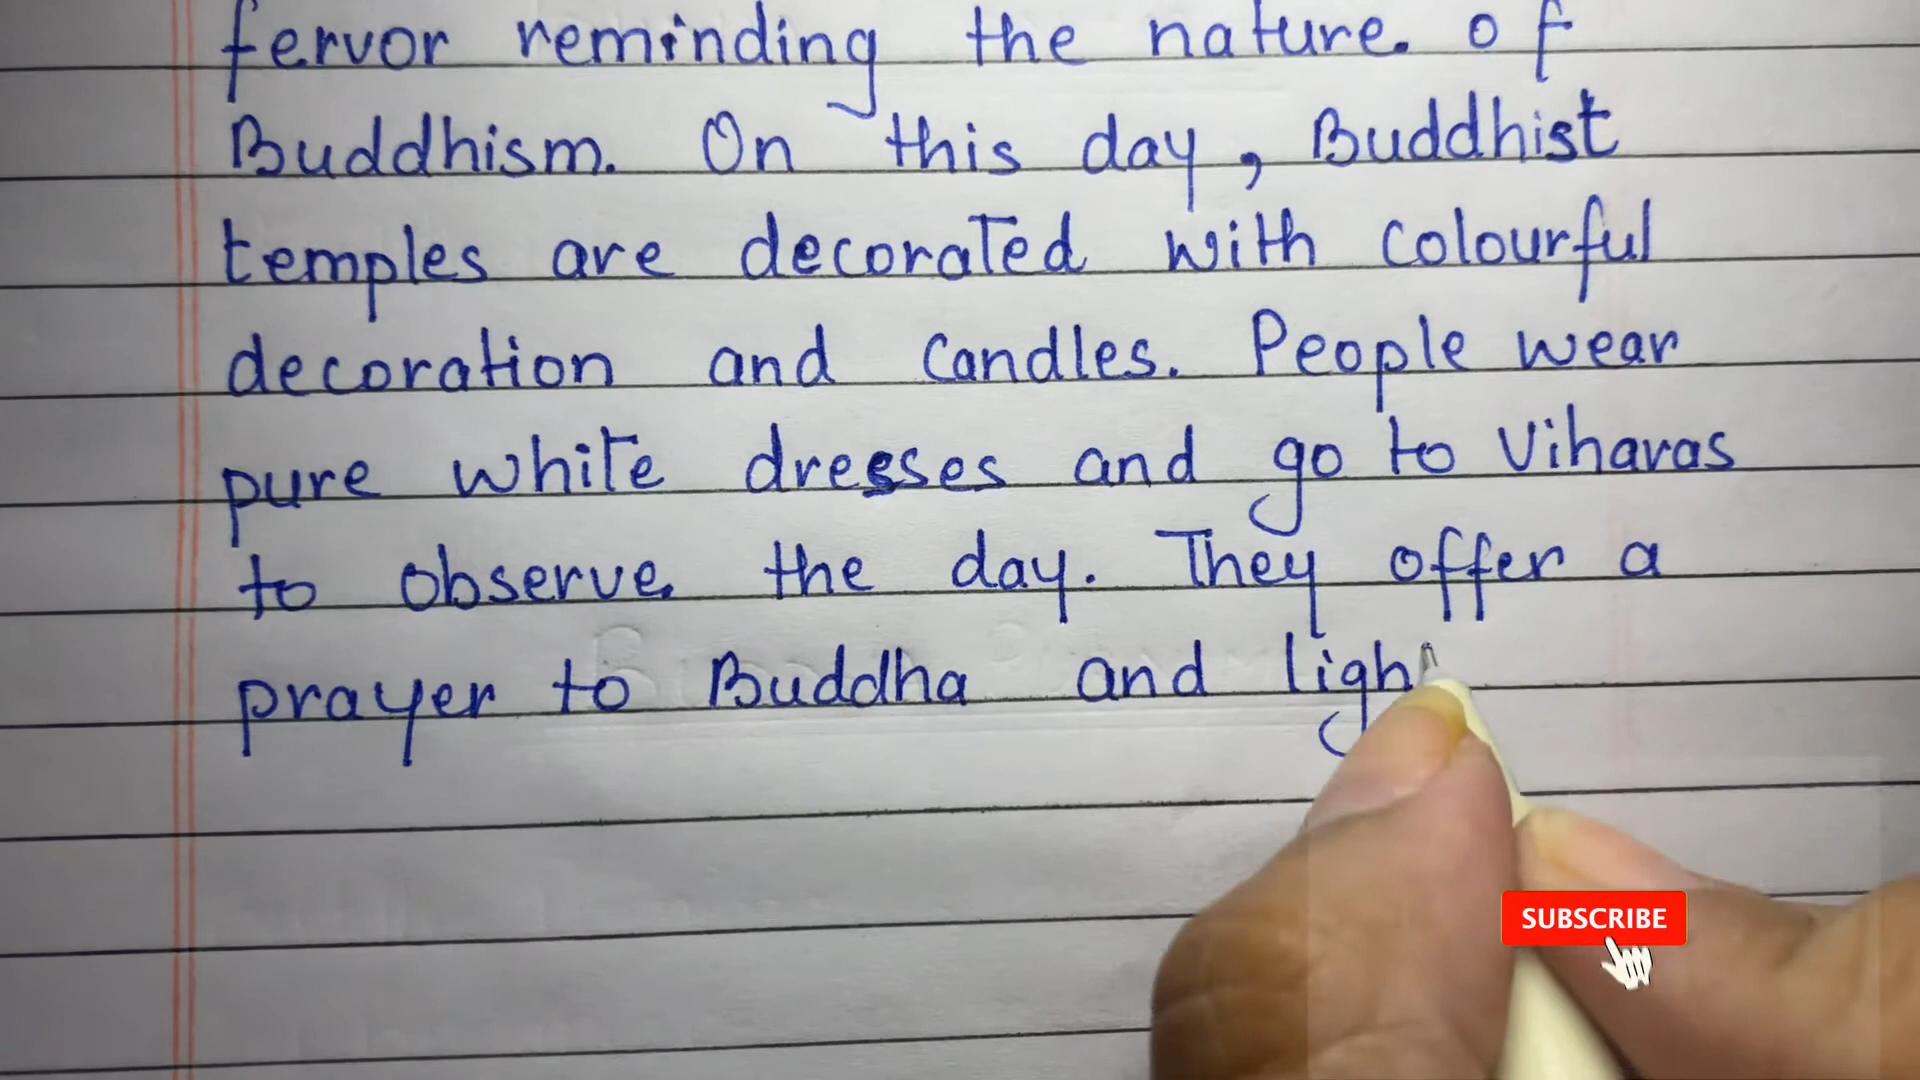 fervor reminding the nature of
Buddhism. On this day, Buddhist
temples are decorated with colourful
decoration and candles. People wear
pure white dresses and go to Viharas
to observe the day. They offer a
prayer to Buddha and ligh
SUBSCRIBE